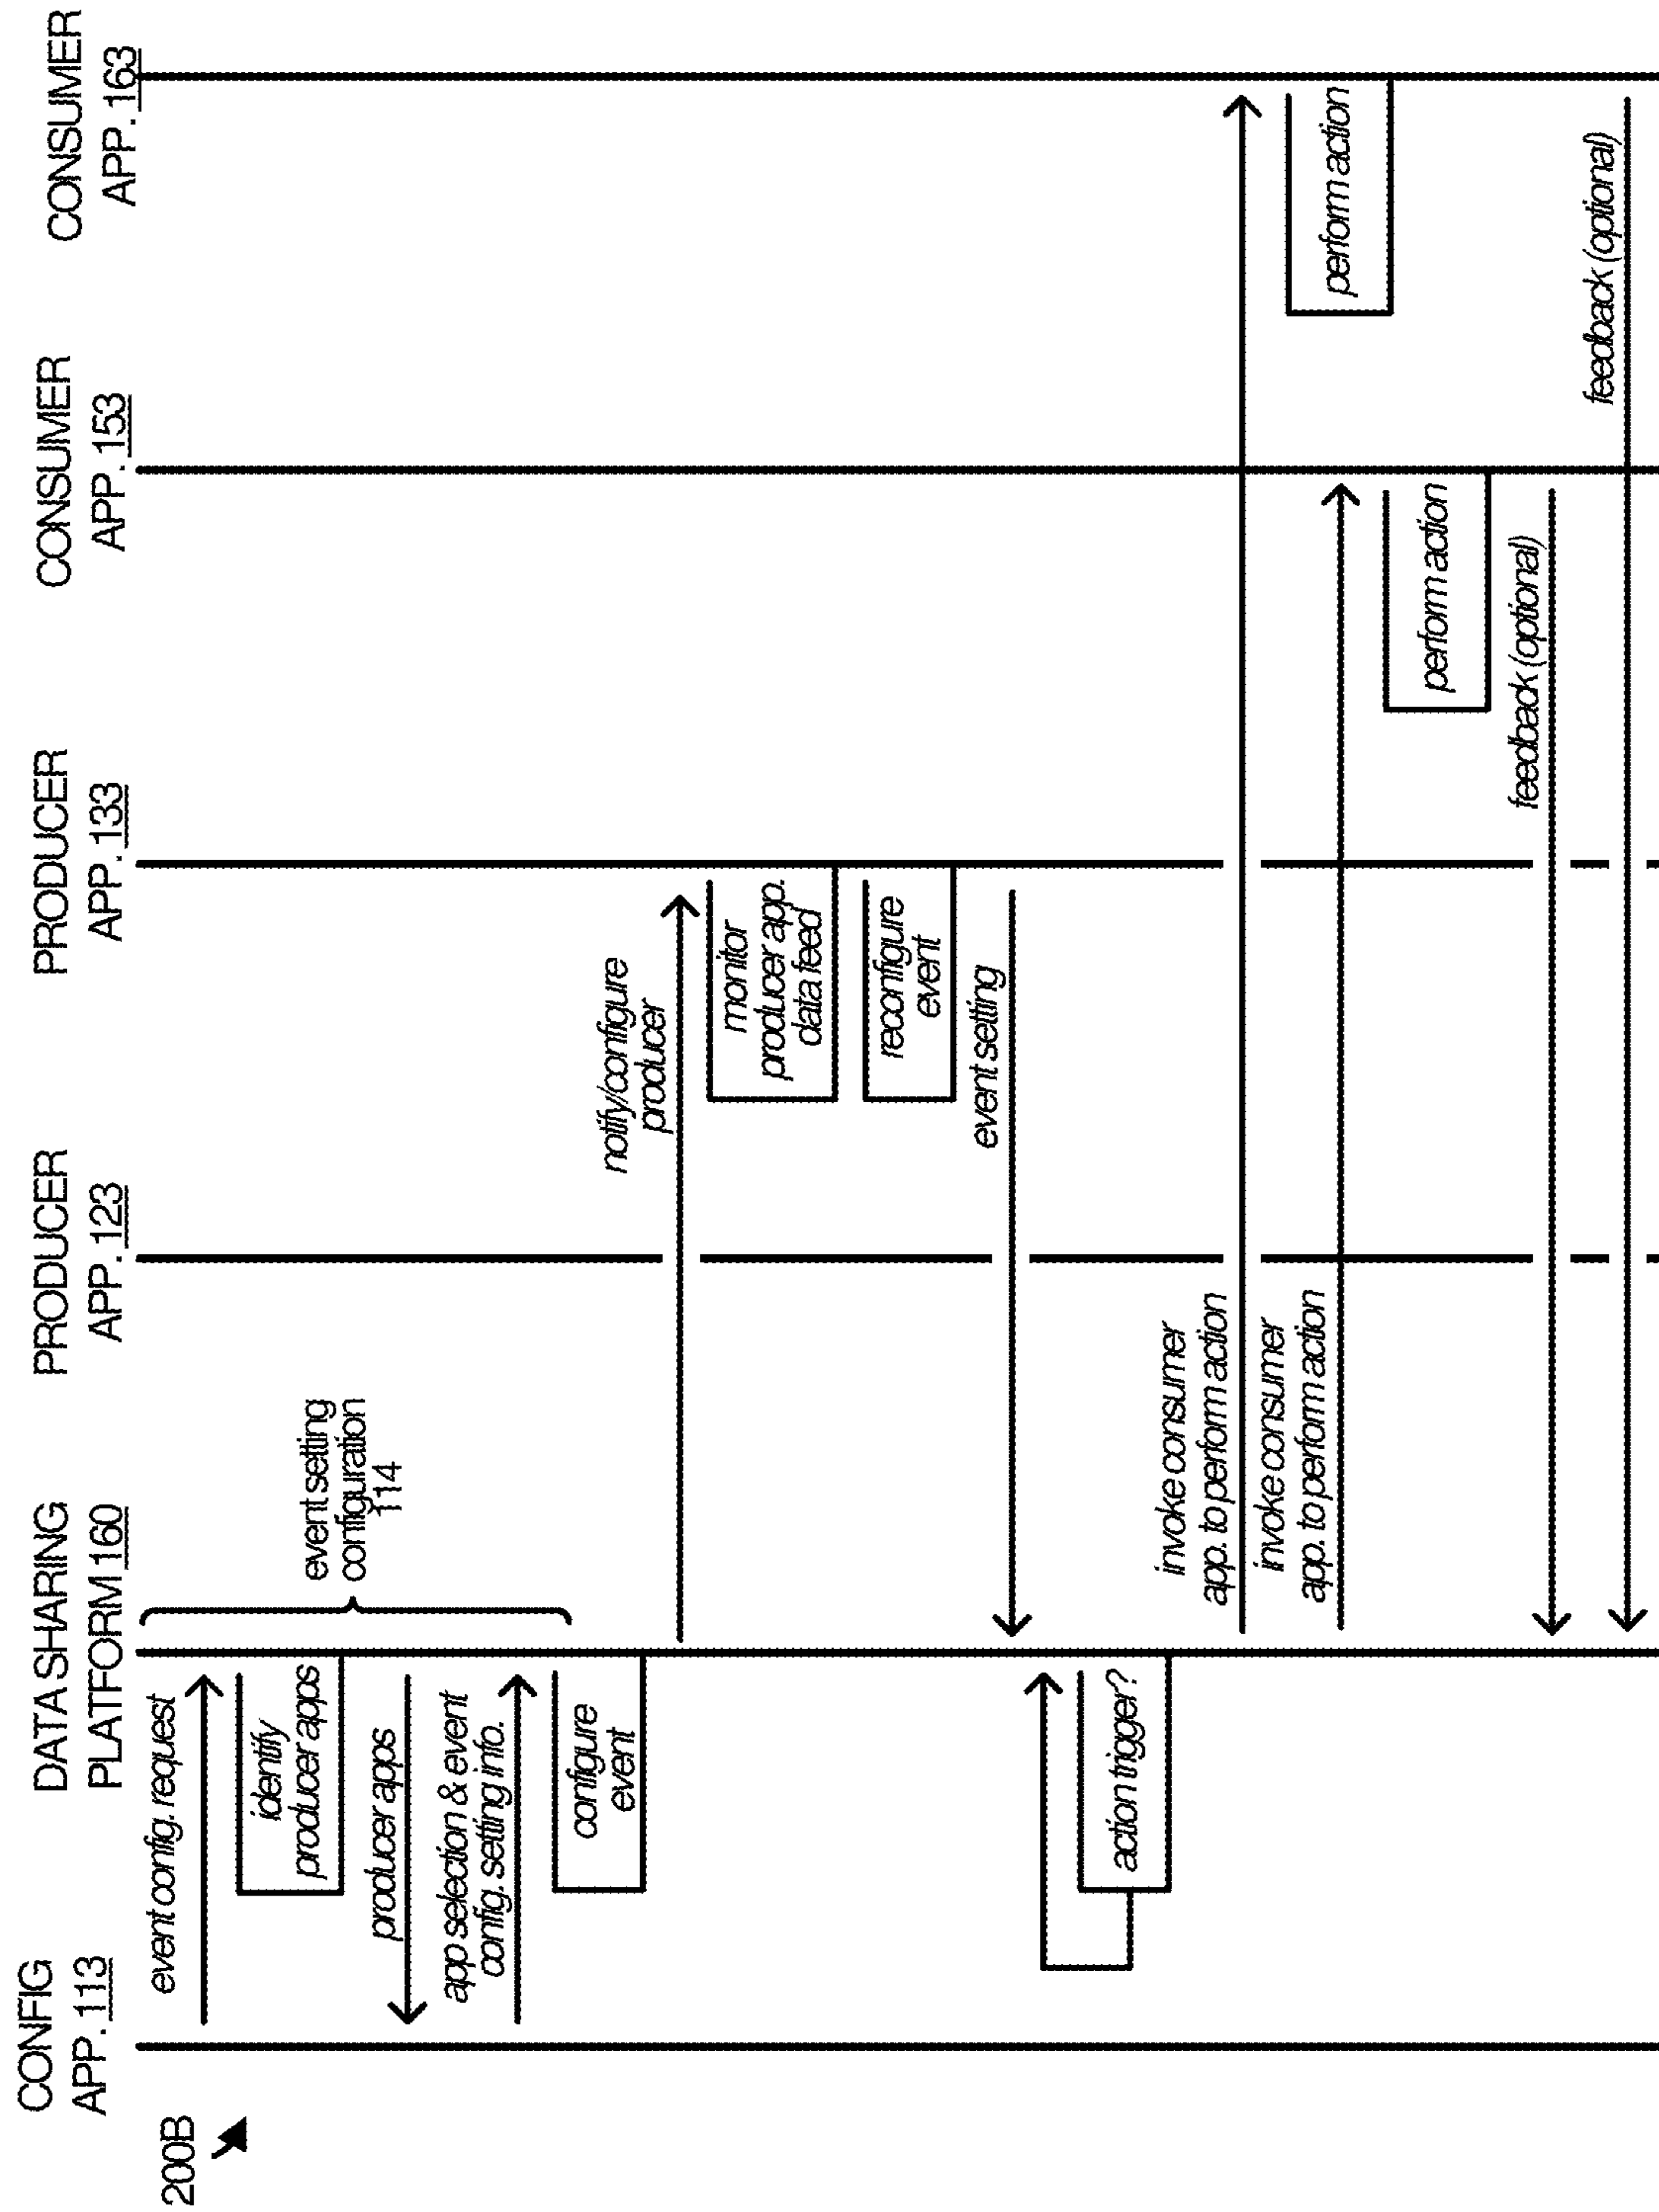 200B
CONFIG
APP. 113
DATA SHARING
PLATFORM 160
PRODUCER
APP. 123
PRODUCER
APP. 133
CONSUMER
APP. 153
CONSUMER
APP. 163
event config. request
identify
producer apps
producer apps
app selection & event
config. setting info.
configure
event
event setting
configuration
114
notify/configure
producer
monitor
producer app.
data feed
reconfigure
event
event setting
action trigger?
invoke consumer
app. to perform action
invoke consumer
app. to perform action
perform action
perform action
feedback (optional)
feedback (optional)